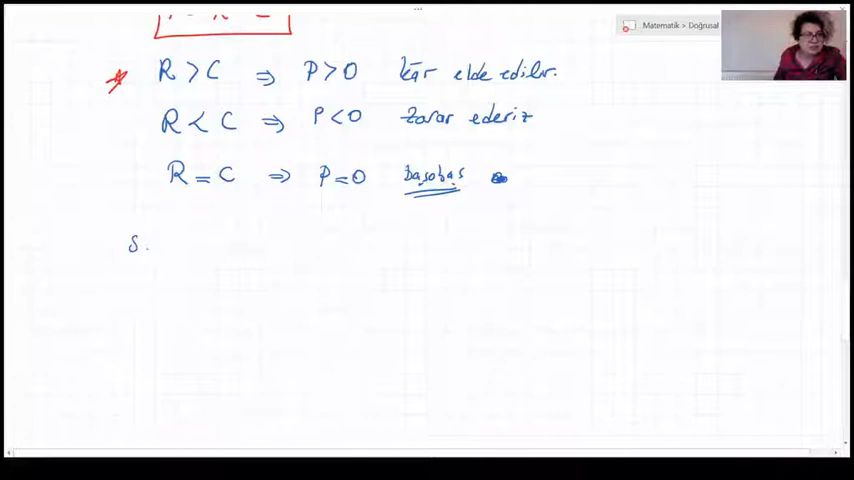 Matematik > Doğrusal
R > C ⇒ P > 0 kâr elde edilir.
R < C ⇒ P < 0 zarar ederiz
R = C ⇒ P = 0 başabaş
S.